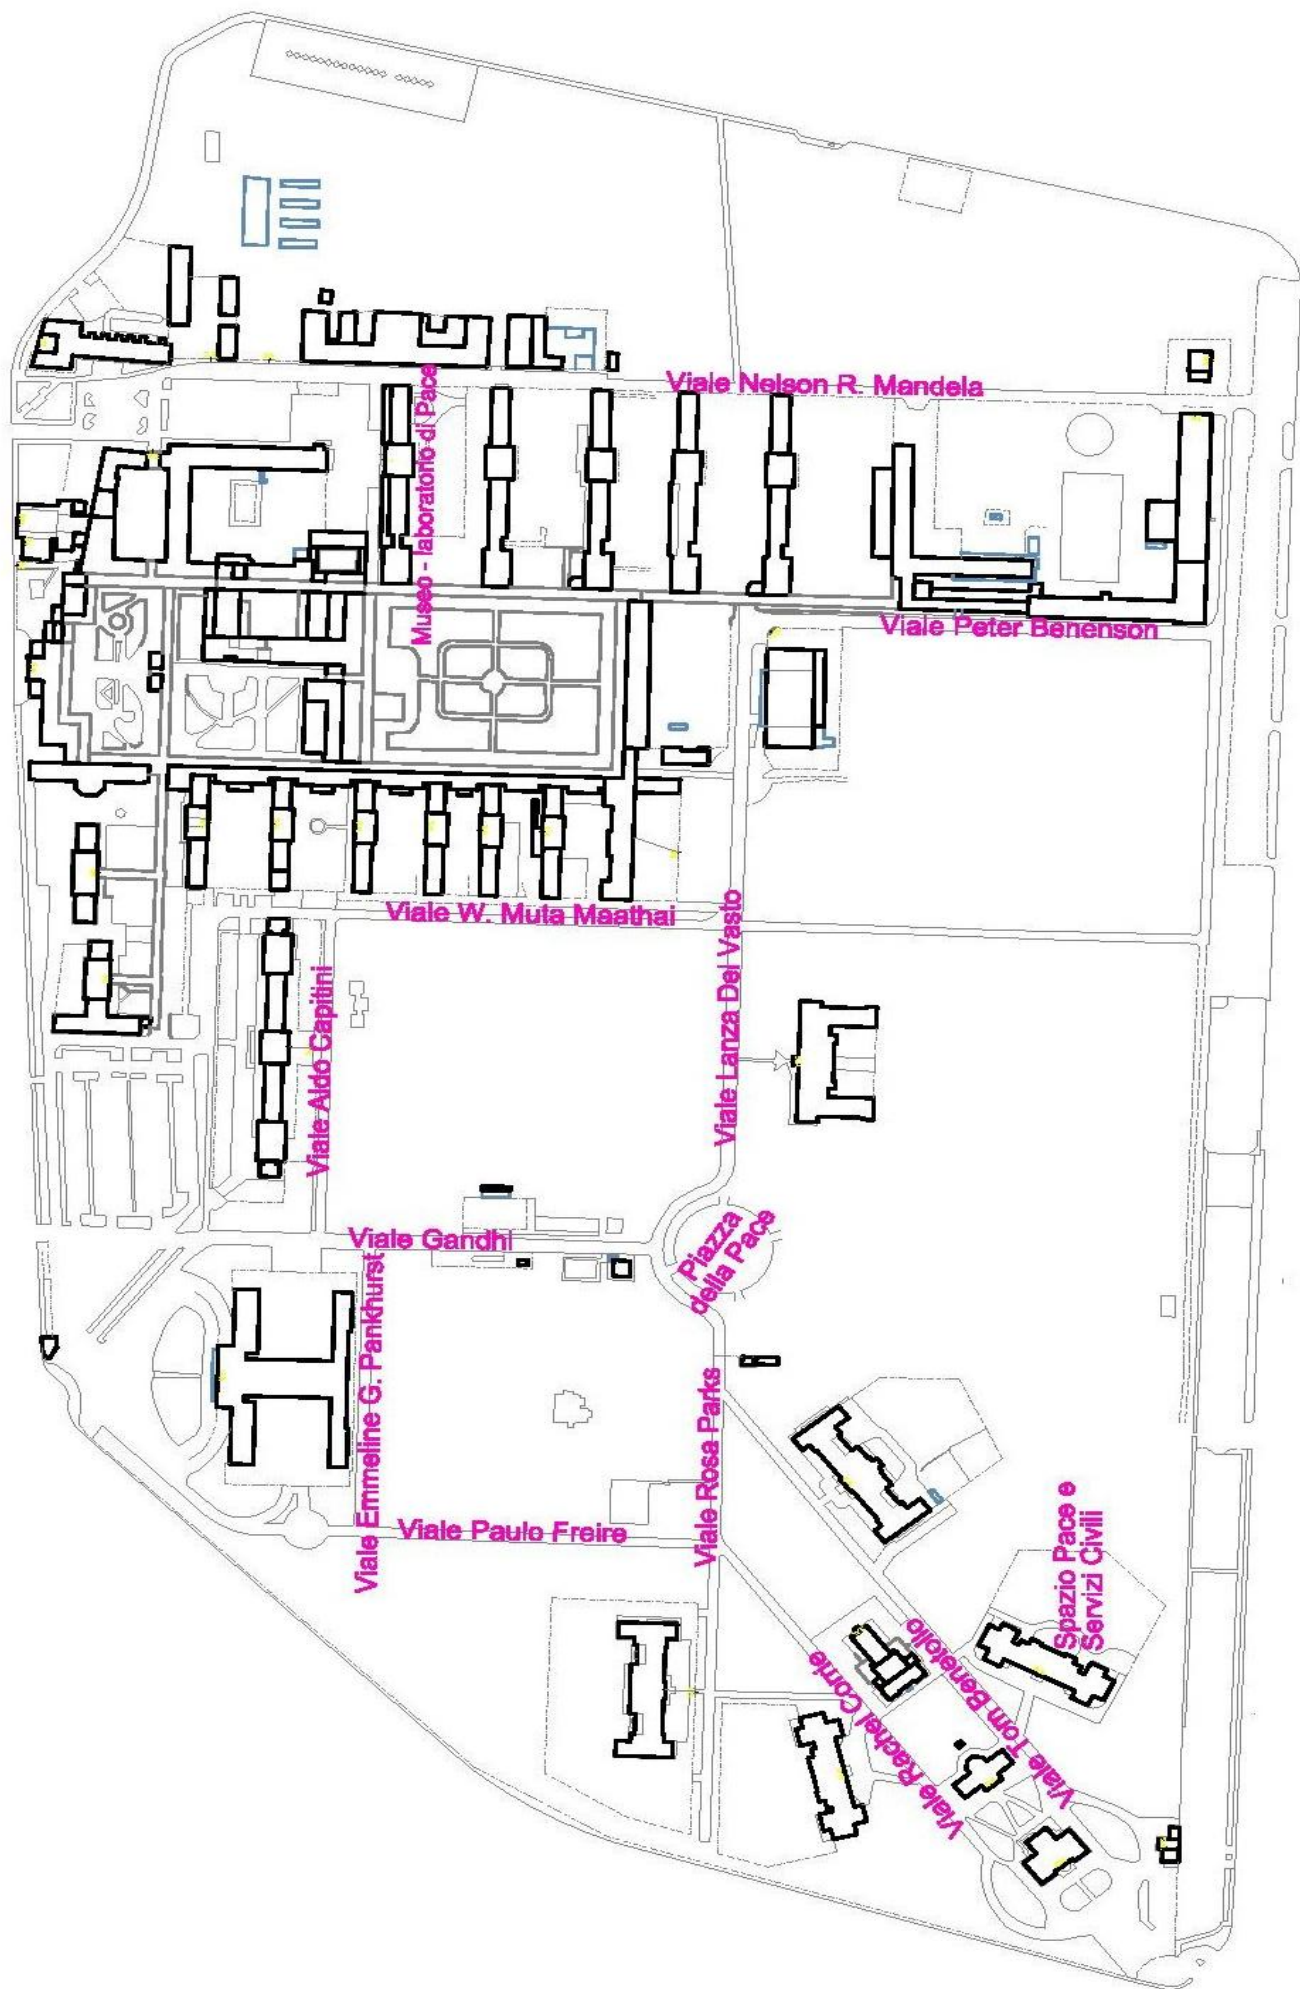 Viale Nelson R. Mandela
Museo - laboratorio di Pace
Viale Peter Benenson
Viale W. Muta Maathai
Viale Lanza Del Vasto
Viale Aldo Capitini
Viale Gandhi
Piazza
della Pace
Viale Emmeline G. Pankhurst
Viale Rosa Parks
Viale Paulo Freire
Spazio Pace e
Servizi Civili
Viale Tom Benetollo
Viale Rachel Corrie